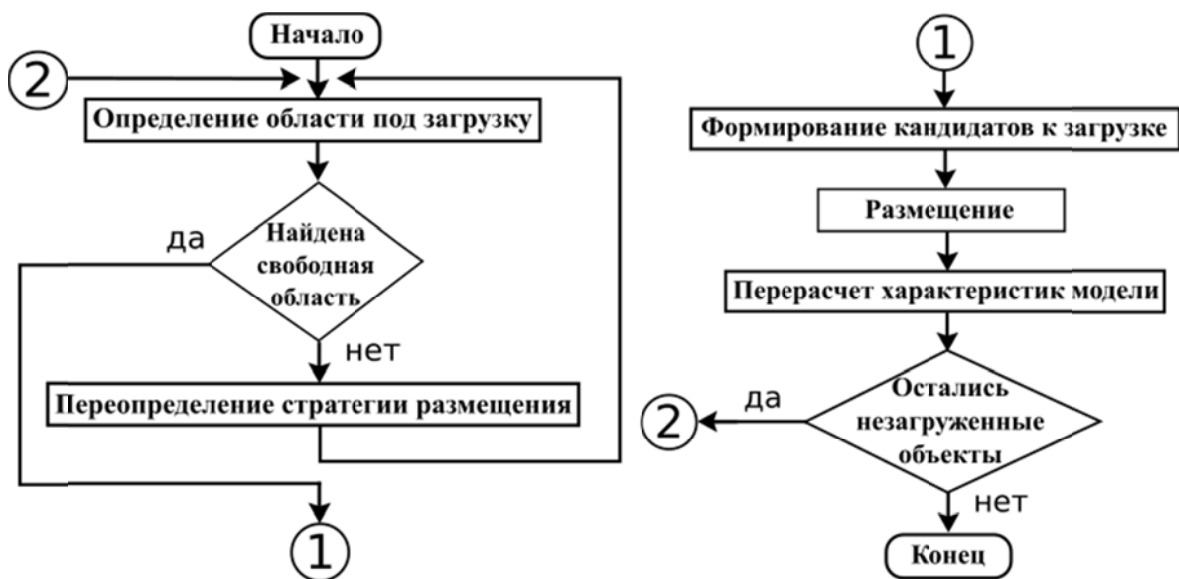 Начало
2
Определение области под загрузку
да
Найдена
свободная
область
нет
Переопределение стратегии размещения
1
1
Формирование кандидатов к загрузке
Размещение
Перерасчет характеристик модели
да
2
Остались
незагруженные
объекты
нет
Конец